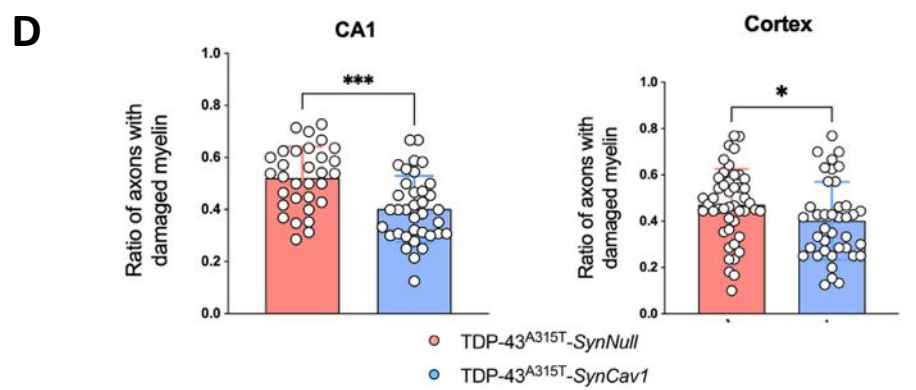 D
CA1
Cortex
Ratio of axons with
damaged myelin
1.0
0.8
0.6
0.4
0.2
0.0
***
Ratio of axons with
damaged myelin
1.0
0.8
0.6
0.4
0.2
0.0
*
TDP-43A315T-SynNull
TDP-43A315T-SynCav1